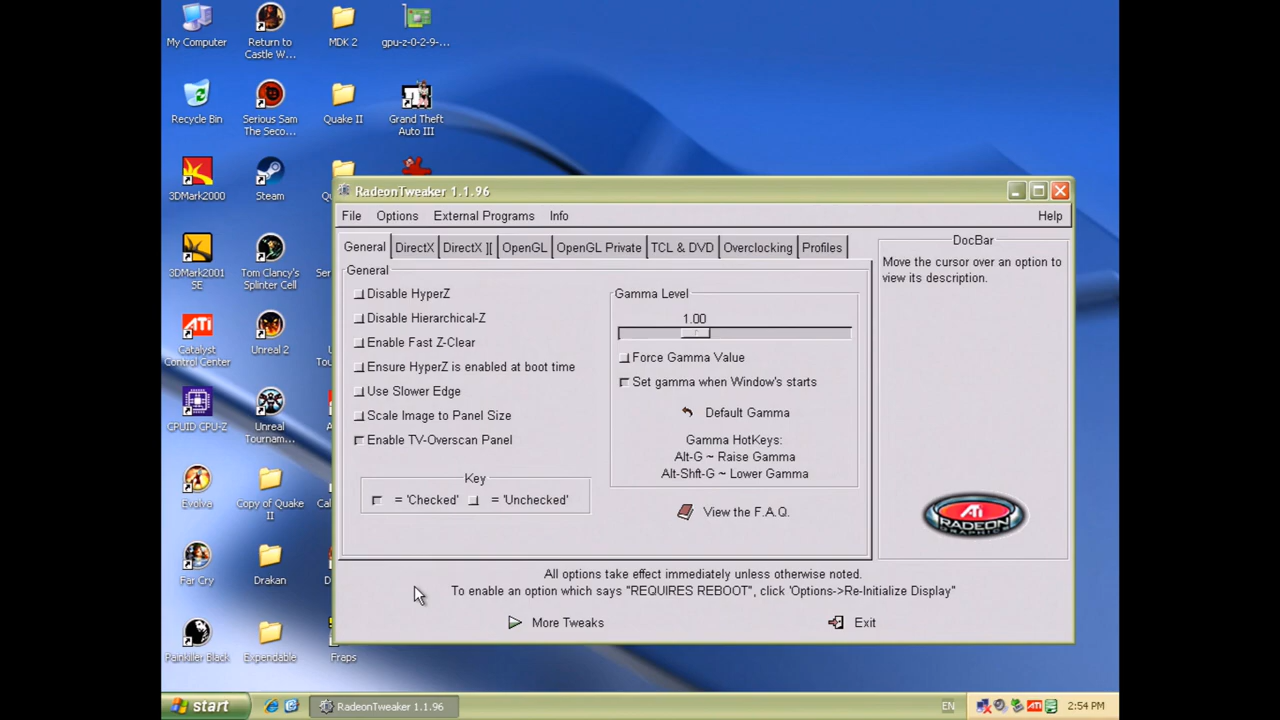 My Computer
Return to
Castle W...
MDK 2
gpu-z-0-2-9-...
Recycle Bin
Serious Sam
The Seco...
Quake II
Grand Theft
Auto III
3DMark2000
Steam
3DMark2001
SE
Tom Clancy's
Splinter Cell
ATi
Catalyst
Control Center
Unreal 2
CPUID CPU-Z
Unreal
Tournam...
Evolva
Copy of Quake
II
Far Cry
Drakan
Painkiller Black
Expendable
Fraps
RadeonTweaker 1.1.96
File
Options
External Programs
Info
Help
General
DirectX
DirectX ][
OpenGL
OpenGL Private
TCL & DVD
Overclocking
Profiles
General
Disable HyperZ
Disable Hierarchical-Z
Enable Fast Z-Clear
Ensure HyperZ is enabled at boot time
Use Slower Edge
Scale Image to Panel Size
Enable TV-Overscan Panel
Key
= 'Checked'
= 'Unchecked'
Gamma Level
1.00
Force Gamma Value
Set gamma when Window's starts
Default Gamma
Gamma HotKeys:
Alt-G ~ Raise Gamma
Alt-Shft-G ~ Lower Gamma
View the F.A.Q.
DocBar
Move the cursor over an option to
view its description.
ATi
RADEON
GRAPHICS
All options take effect immediately unless otherwise noted.
To enable an option which says "REQUIRES REBOOT", click 'Options->Re-Initialize Display"
More Tweaks
Exit
start
RadeonTweaker 1.1.96
EN
ATI
2:54 PM